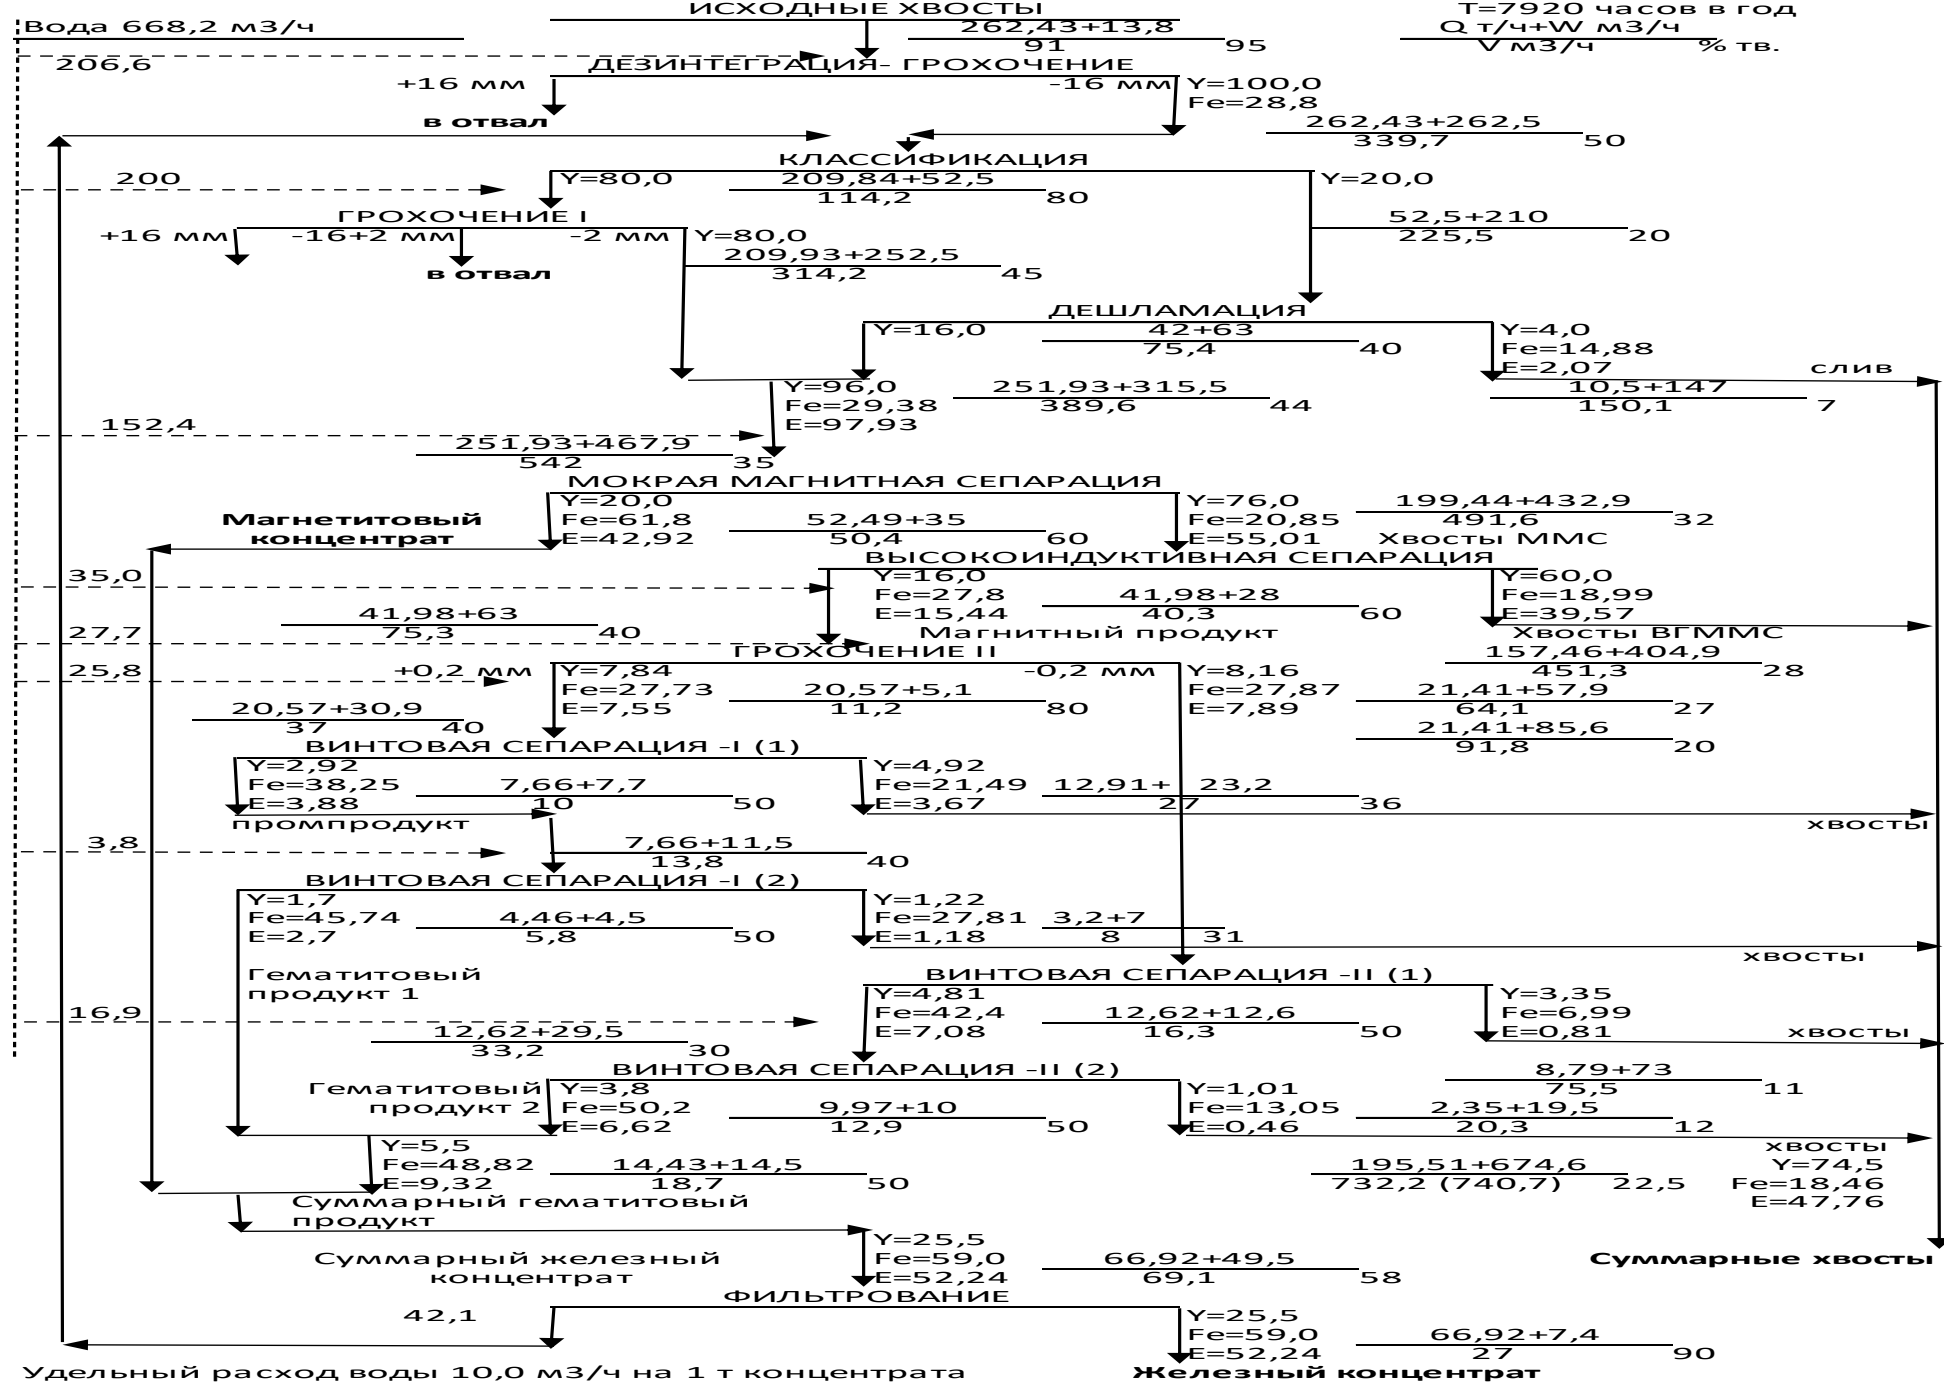 ИСХОДНЫЕ ХВОСТЫ
T=7920 часов в год
Вода 668,2 м3/ч
262,43+13,8
Q т/ч+W м3/ч
91
95
V м3/ч
% тв.
206,6
ДЕЗИНТЕГРАЦИЯ- ГРОХОЧЕНИЕ
+16 мм
-16 мм
Y=100,0
Fe=28,8
в отвал
262,43+262,5
339,7
50
КЛАССИФИКАЦИЯ
200
Y=80,0
209,84+52,5
Y=20,0
114,2
80
ГРОХОЧЕНИЕ I
52,5+210
+16 мм
-16+2 мм
-2 мм
Y=80,0
225,5
20
209,93+252,5
в отвал
314,2
45
ДЕШЛАМАЦИЯ
Y=16,0
42+63
Y=4,0
75,4
40
Fe=14,88
E=2,07
слив
Y=96,0
251,93+315,5
10,5+147
Fe=29,38
389,6
44
150,1
7
152,4
E=97,93
251,93+467,9
542
35
МОКРАЯ МАГНИТНАЯ СЕПАРАЦИЯ
Y=20,0
Y=76,0
199,44+432,9
Магнетитовый
Fe=61,8
52,49+35
Fe=20,85
491,6
32
концентрат
E=42,92
50,4
60
E=55,01
Хвосты ММС
ВЫСОКОИНДУКТИВНАЯ СЕПАРАЦИЯ
35,0
Y=16,0
Y=60,0
Fe=27,8
41,98+28
Fe=18,99
41,98+63
E=15,44
40,3
60
E=39,57
27,7
75,3
40
Магнитный продукт
Хвосты ВГММС
ГРОХОЧЕНИЕ II
157,46+404,9
25,8
+0,2 мм
Y=7,84
-0,2 мм
Y=8,16
451,3
28
Fe=27,73
20,57+5,1
Fe=27,87
21,41+57,9
20,57+30,9
E=7,55
11,2
80
E=7,89
64,1
27
37
40
21,41+85,6
ВИНТОВАЯ СЕПАРАЦИЯ -I (1)
91,8
20
Y=2,92
Y=4,92
Fe=38,25
7,66+7,7
Fe=21,49
12,91+ 23,2
E=3,88
10
50
E=3,67
27
36
промпродукт
хвосты
3,8
7,66+11,5
13,8
40
ВИНТОВАЯ СЕПАРАЦИЯ -I (2)
Y=1,7
Y=1,22
Fe=45,74
4,46+4,5
Fe=27,81
3,2+7
E=2,7
5,8
50
E=1,18
8
31
хвосты
Гематитовый
ВИНТОВАЯ СЕПАРАЦИЯ -II (1)
продукт 1
Y=4,81
Y=3,35
16,9
Fe=42,4
12,62+12,6
Fe=6,99
12,62+29,5
E=7,08
16,3
50
E=0,81
хвосты
33,2
30
ВИНТОВАЯ СЕПАРАЦИЯ -II (2)
8,79+73
Гематитовый
Y=3,8
Y=1,01
75,5
11
продукт 2
Fe=50,2
9,97+10
Fe=13,05
2,35+19,5
E=6,62
12,9
50
E=0,46
20,3
12
Y=5,5
хвосты
Fe=48,82
14,43+14,5
195,51+674,6
Y=74,5
E=9,32
18,7
50
732,2 (740,7)
22,5
Fe=18,46
Суммарный гематитовый
E=47,76
продукт
Y=25,5
Суммарный железный
Fe=59,0
66,92+49,5
Суммарные хвосты
концентрат
E=52,24
69,1
58
ФИЛЬТРОВАНИЕ
42,1
Y=25,5
Fe=59,0
66,92+7,4
E=52,24
27
90
Удельный расход воды 10,0 м3/ч на 1 т концентрата
Железный концентрат